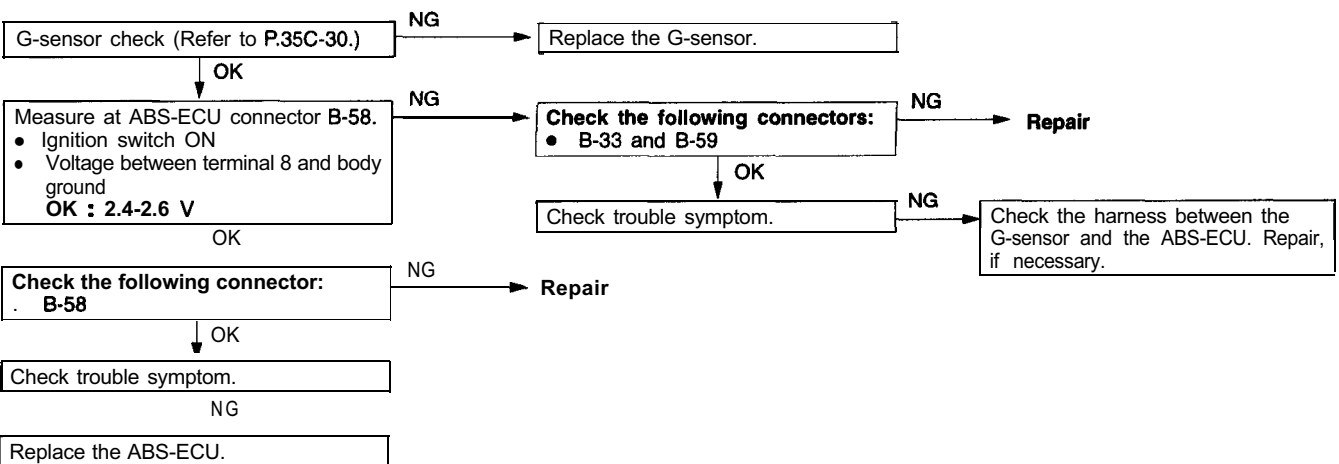 NG
G-sensor check (Refer to P.35C-30.)
Replace the G-sensor.
OK
NG
Measure at ABS-ECU connector B-58.
● Ignition switch ON
● Voltage between terminal 8 and body
ground
OK : 2.4-2.6 V
Check the following connectors:
● B-33 and B-59
NG
Repair
OK
Check trouble symptom.
NG
Check the harness between the
G-sensor and the ABS-ECU. Repair,
if necessary.
OK
Check the following connector:
. B-58
NG
Repair
OK
Check trouble symptom.
NG
Replace the ABS-ECU.